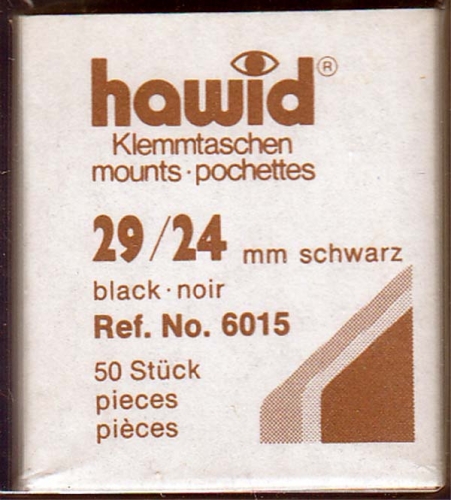 hawid®
Klemmtaschen
mounts · pochettes
29/24 mm schwarz
black · noir
Ref. No. 6015
50 Stück
pieces
pièces